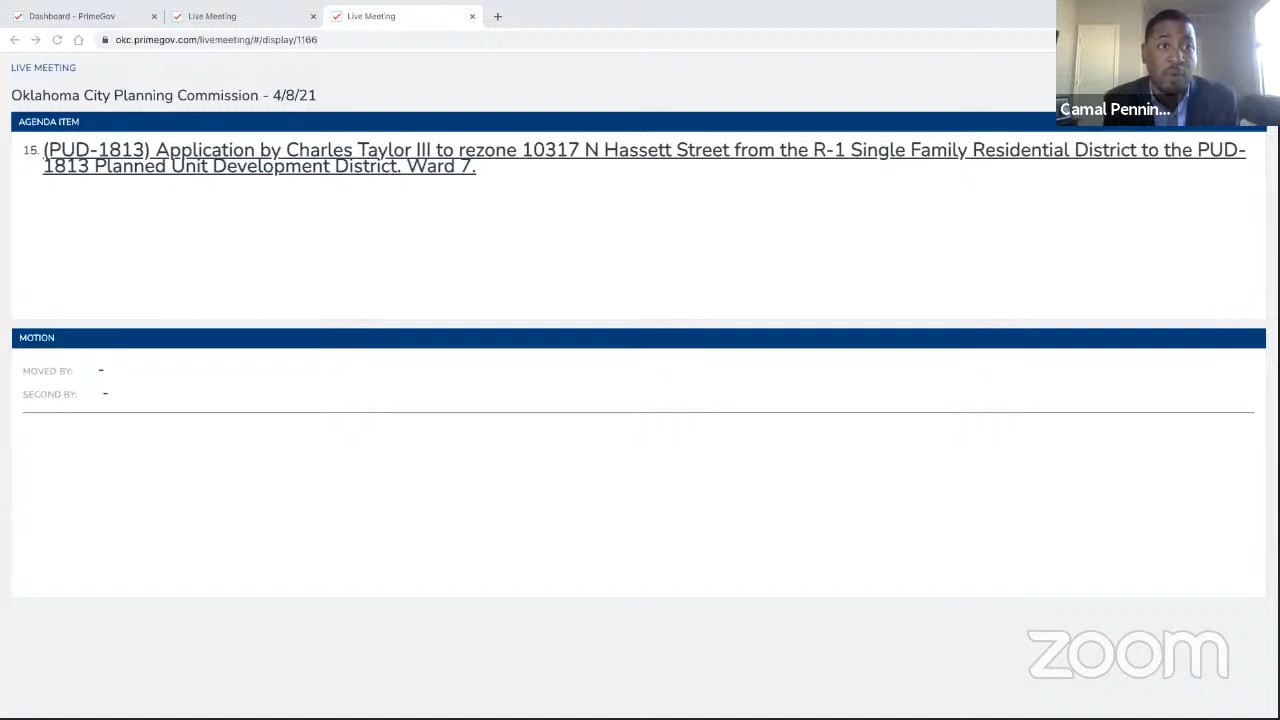 Dashboard - PrimeGov
Live Meeting
Live Meeting
okc.primegov.com/livemeeting/#/display/1166
LIVE MEETING
Oklahoma City Planning Commission - 4/8/21
Camal Pennin...
AGENDA ITEM
15. (PUD-1813) Application by Charles Taylor III to rezone 10317 N Hassett Street from the R-1 Single Family Residential District to the PUD-
1813 Planned Unit Development District. Ward 7.
MOTION
MOVED BY: -
SECOND BY: -
zoom